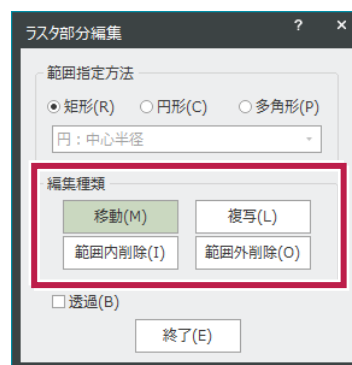 ラスタ部分編集 ? ×
範囲指定方法
矩形(R) 円形(C) 多角形(P)
円：中心半径
編集種類
移動(M) 複写(L)
範囲内削除(I) 範囲外削除(O)
透過(B)
終了(E)